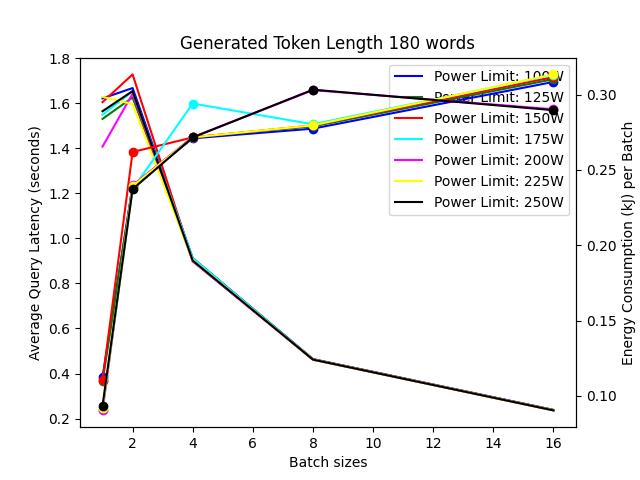 Generated Token Length 180 words
Average Query Latency (seconds)
1.8
1.6
1.4
1.2
1.0
0.8
0.6
0.4
0.2
Power Limit: 100W
Power Limit: 125W
Power Limit: 150W
Power Limit: 175W
Power Limit: 200W
Power Limit: 225W
Power Limit: 250W
0.30
0.25
0.20
0.15
0.10
Energy Consumption (kJ) per Batch
2 4 6 8 10 12 14 16
Batch sizes